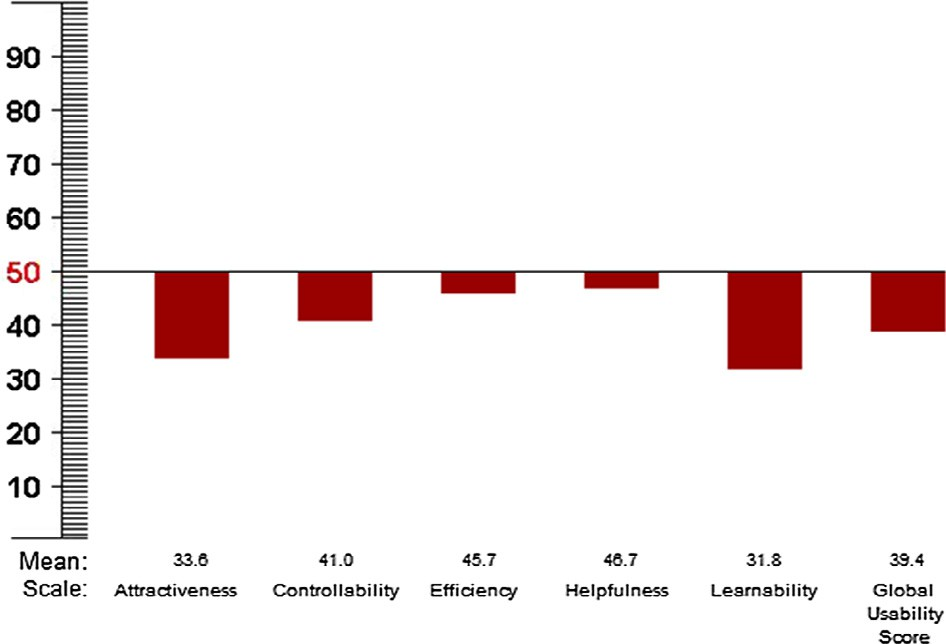 90
80
70
60
50
40
30
20
10
Mean: 33.6 41.0 45.7 46.7 31.8 39.4
Scale: Attractiveness Controllability Efficiency Helpfulness Learnability Global
Usability
Score